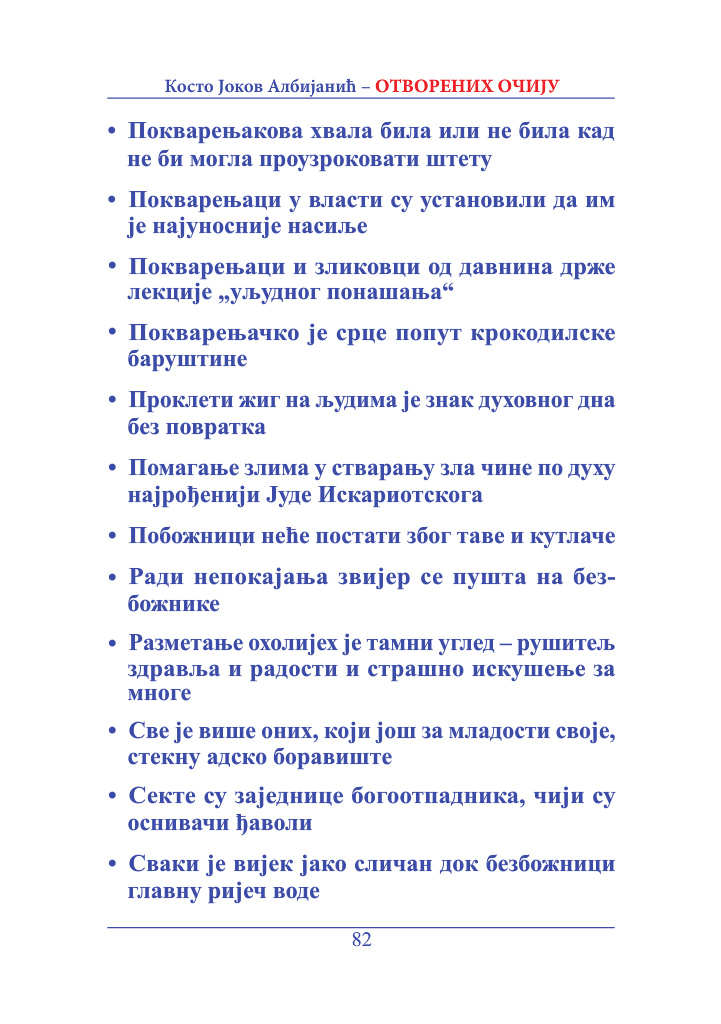 Косто Јоков Албијанић – ОТВОРЕНИХ ОЧИЈУ
• Покварењакова хвала била или не била кад
не би могла проузроковати штету
• Покварењаци у власти су установили да им
је најуносније насиље
• Покварењаци и зликовци од давнина држе
лекције „уљудног понашања“
• Покварењачко је срце попут крокодилске
баруштине
• Проклети жиг на људима је знак духовног дна
без повратка
• Помагање злима у стварању зла чине по духу
најрођенији Јуде Искариотскога
• Побожници неће постати због таве и кутлаче
• Ради непокајања звијер се пушта на без-
божнике
• Разметање охолијех је тамни углед – рушитељ
здравља и радости и страшно искушење за
многе
• Све је више оних, који још за младости своје,
стекну адско боравиште
• Секте су заједнице богоотпадника, чији су
оснивачи ђаволи
• Сваки је вијек јако сличан док безбожници
главну ријеч воде
82